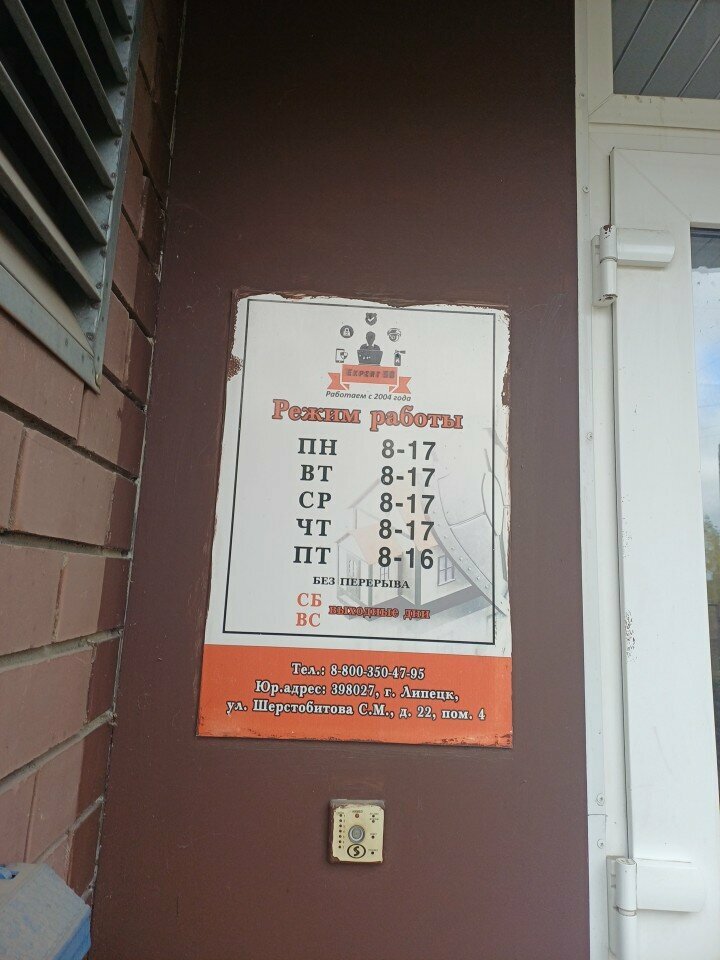 Работаем с 2004 года
Режим работы
ПН 8-17
ВТ 8-17
СР 8-17
ЧТ 8-17
ПТ 8-16
БЕЗ ПЕРЕРЫВА
СБ
ВС выходные дни
Тел.: 8-800-350-47-95
Юр.адрес: 398027, г. Липецк,
ул. Шерстобитова С.М., д. 22, пом. 4